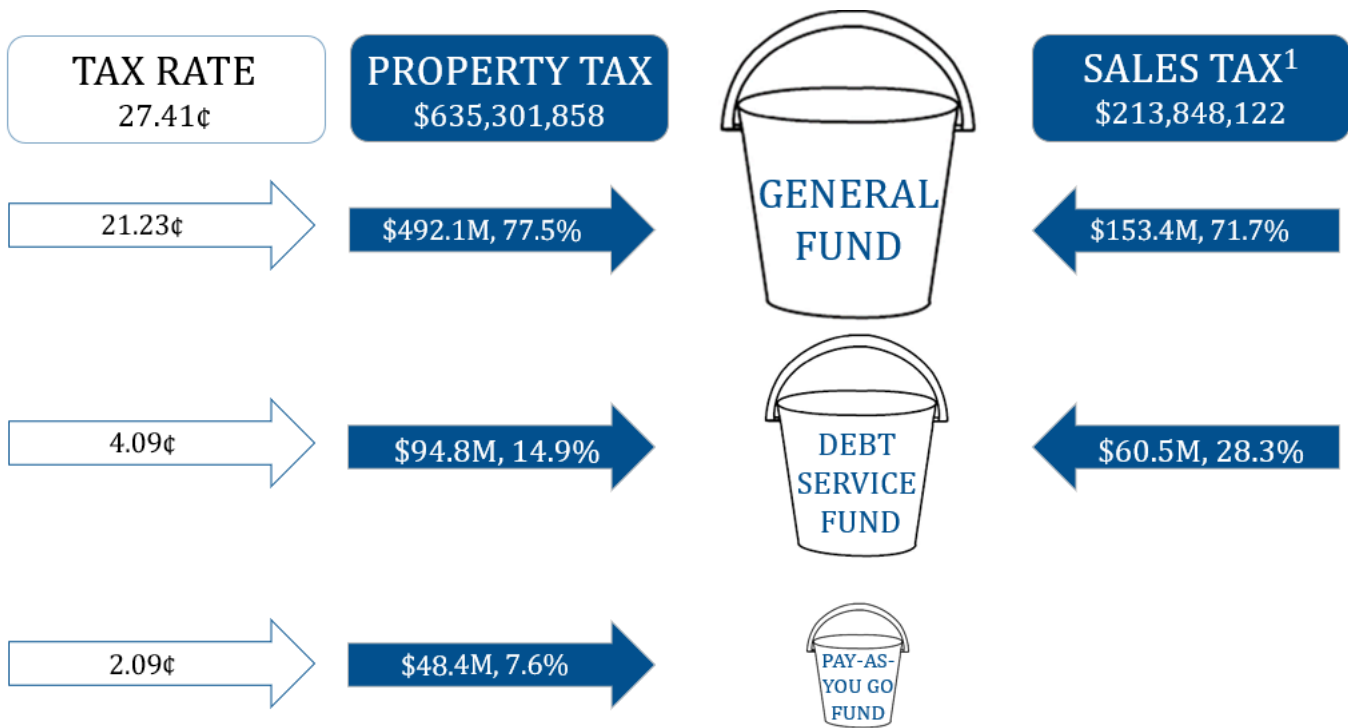 TAX RATE
27.41¢
PROPERTY TAX
$635,301,858
SALES TAX¹
$213,848,122
21.23¢
$492.1M, 77.5%
GENERAL
FUND
$153.4M, 71.7%
4.09¢
$94.8M, 14.9%
DEBT
SERVICE
FUND
$60.5M, 28.3%
2.09¢
$48.4M, 7.6%
PAY-AS-
YOU GO
FUND